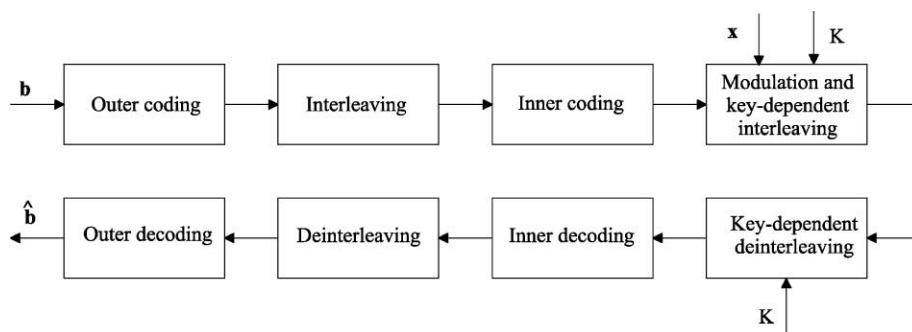 x
K
b
Outer coding
Interleaving
Inner coding
Modulation and
key-dependent
interleaving
b̂
Outer decoding
Deinterleaving
Inner decoding
Key-dependent
deinterleaving
K